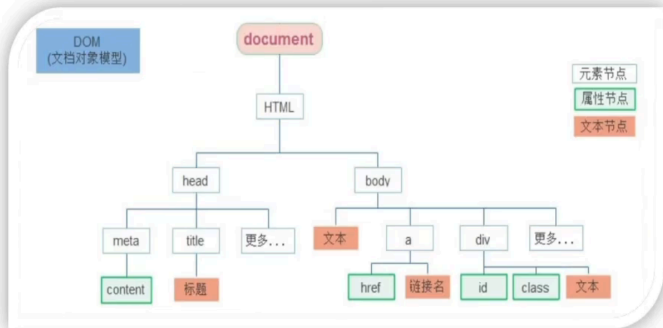 DOM
(文档对象模型)
document
元素节点
属性节点
文本节点
HTML
head
body
meta
title
更多...
文本
a
div
更多...
content
标题
href
链接名
id
class
文本